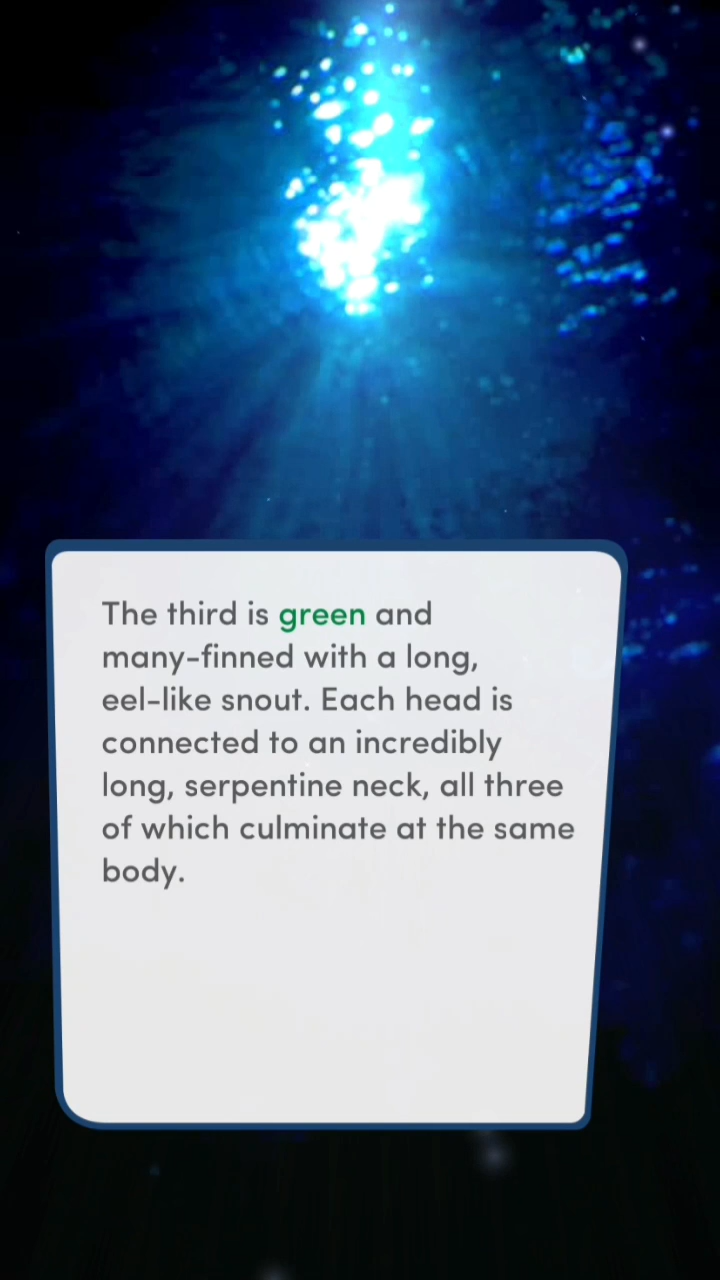 The third is green and
many-finned with a long,
eel-like snout. Each head is
connected to an incredibly
long, serpentine neck, all three
of which culminate at the same
body.